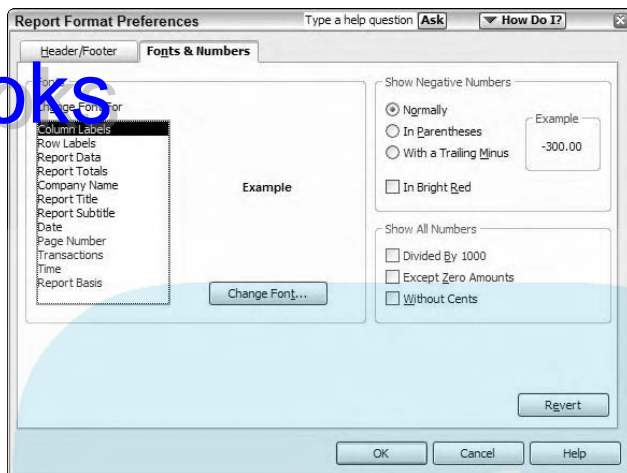 Report Format Preferences
Type a help question Ask
How Do I?
Header/Footer
Fonts & Numbers
oks
Change Font For
Column Labels
Row Labels
Report Data
Report Totals
Company Name
Report Title
Report Subtitle
Date
Page Number
Transactions
Time
Report Basis
Example
Change Font...
Show Negative Numbers
Normally
In Parentheses
With a Trailing Minus
In Bright Red
Example
-300.00
Show All Numbers
Divided By 1000
Except Zero Amounts
Without Cents
Revert
OK
Cancel
Help